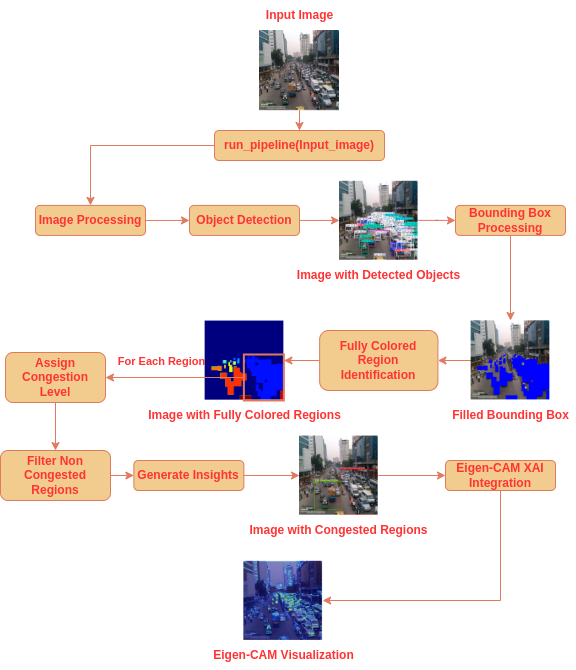 Input Image
run_pipeline(Input_image)
Image Processing
Object Detection
Bounding Box
Processing
Image with Detected Objects
Fully Colored
Region
Identification
For Each Region
Assign
Congestion
Level
Image with Fully Colored Regions
Filled Bounding Box
Filter Non
Congested
Regions
Generate Insights
Eigen-CAM XAI
Integration
Image with Congested Regions
Eigen-CAM Visualization